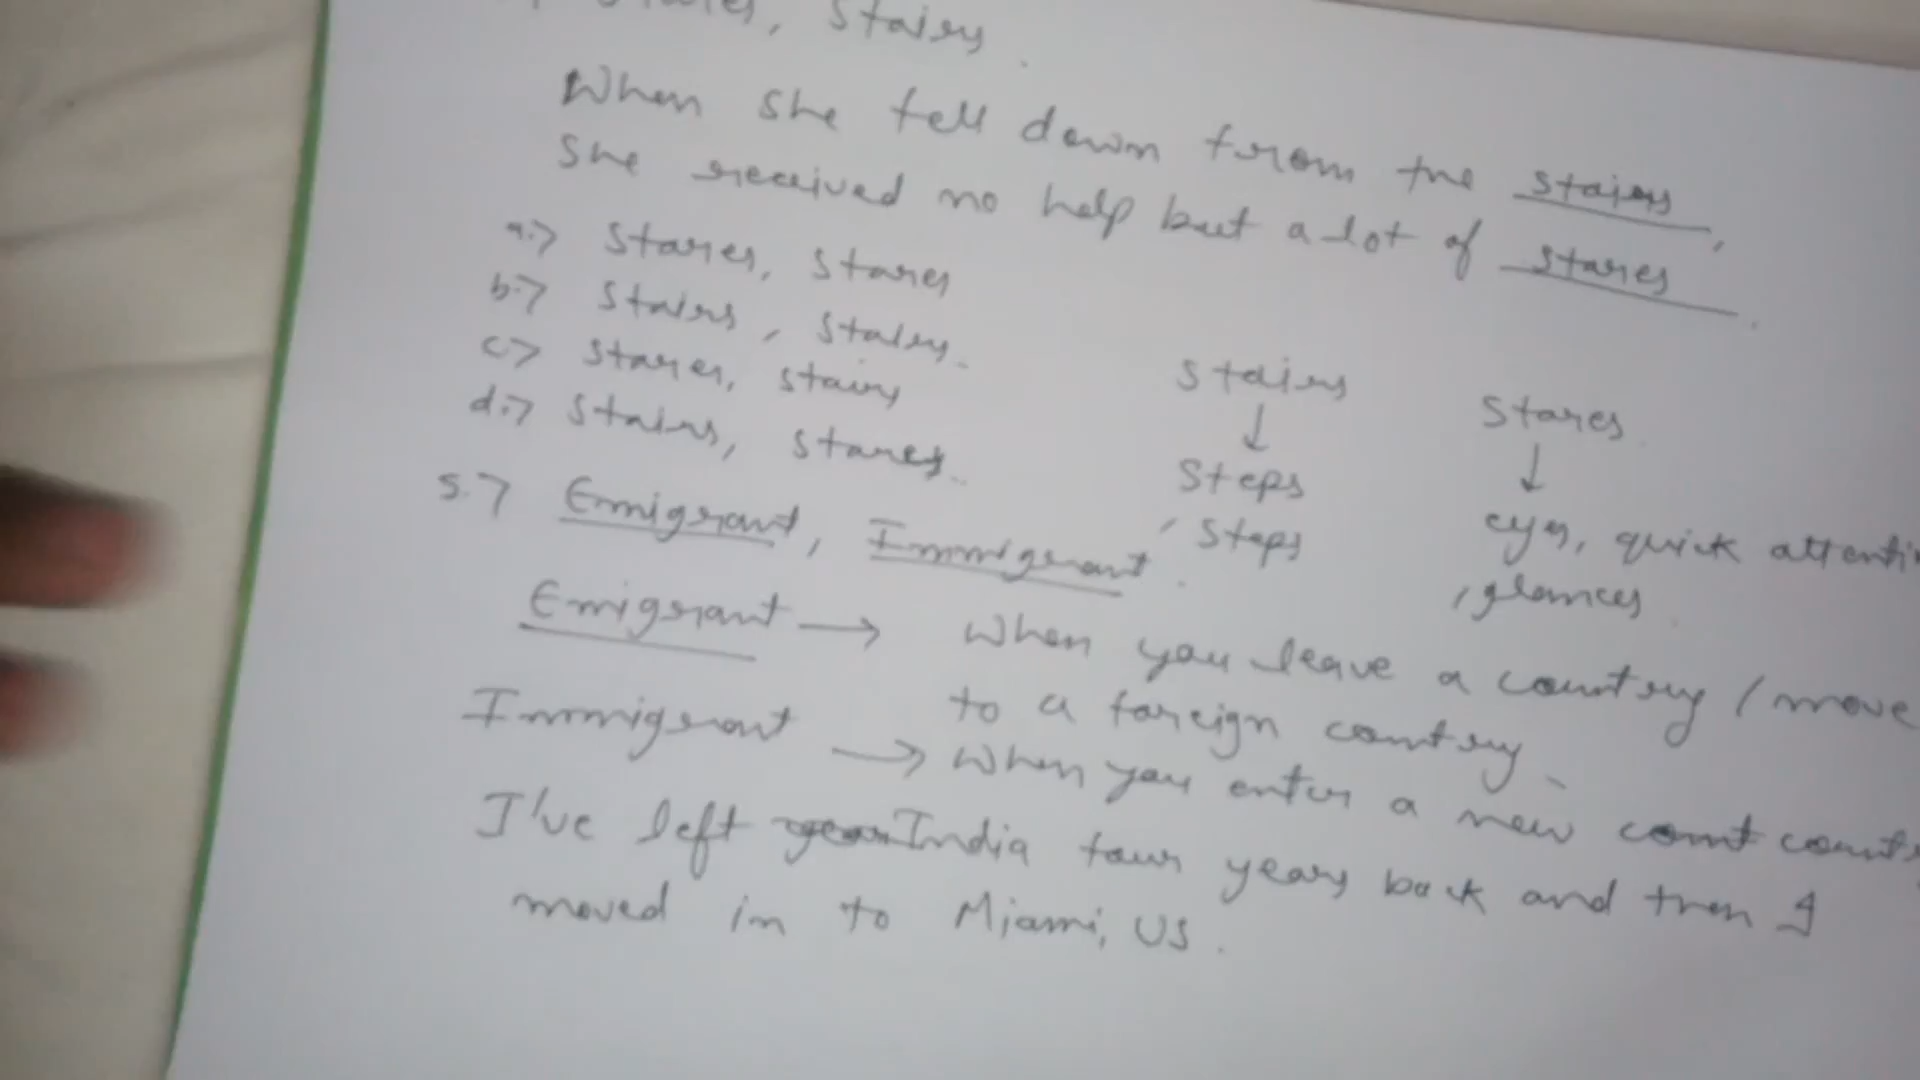 Stares, Stairs.
When she fell down from the stairs,
She received no help but a lot of stares.
a.> Stares, Stares
b.> Stairs, Stairs.
c.> Stares, stairs
d.> Stairs, stares..
Stairs
↓
Steps
, Steps
Stares.
↓
eyes, quick attenti
, glances.
5.> Emigrant, Immigrant.
Emigrant → When you leave a country / move
to a foreign country.
Immigrant → When you enter a new count count
I've left India four years back and then I
moved in to Miami, US.